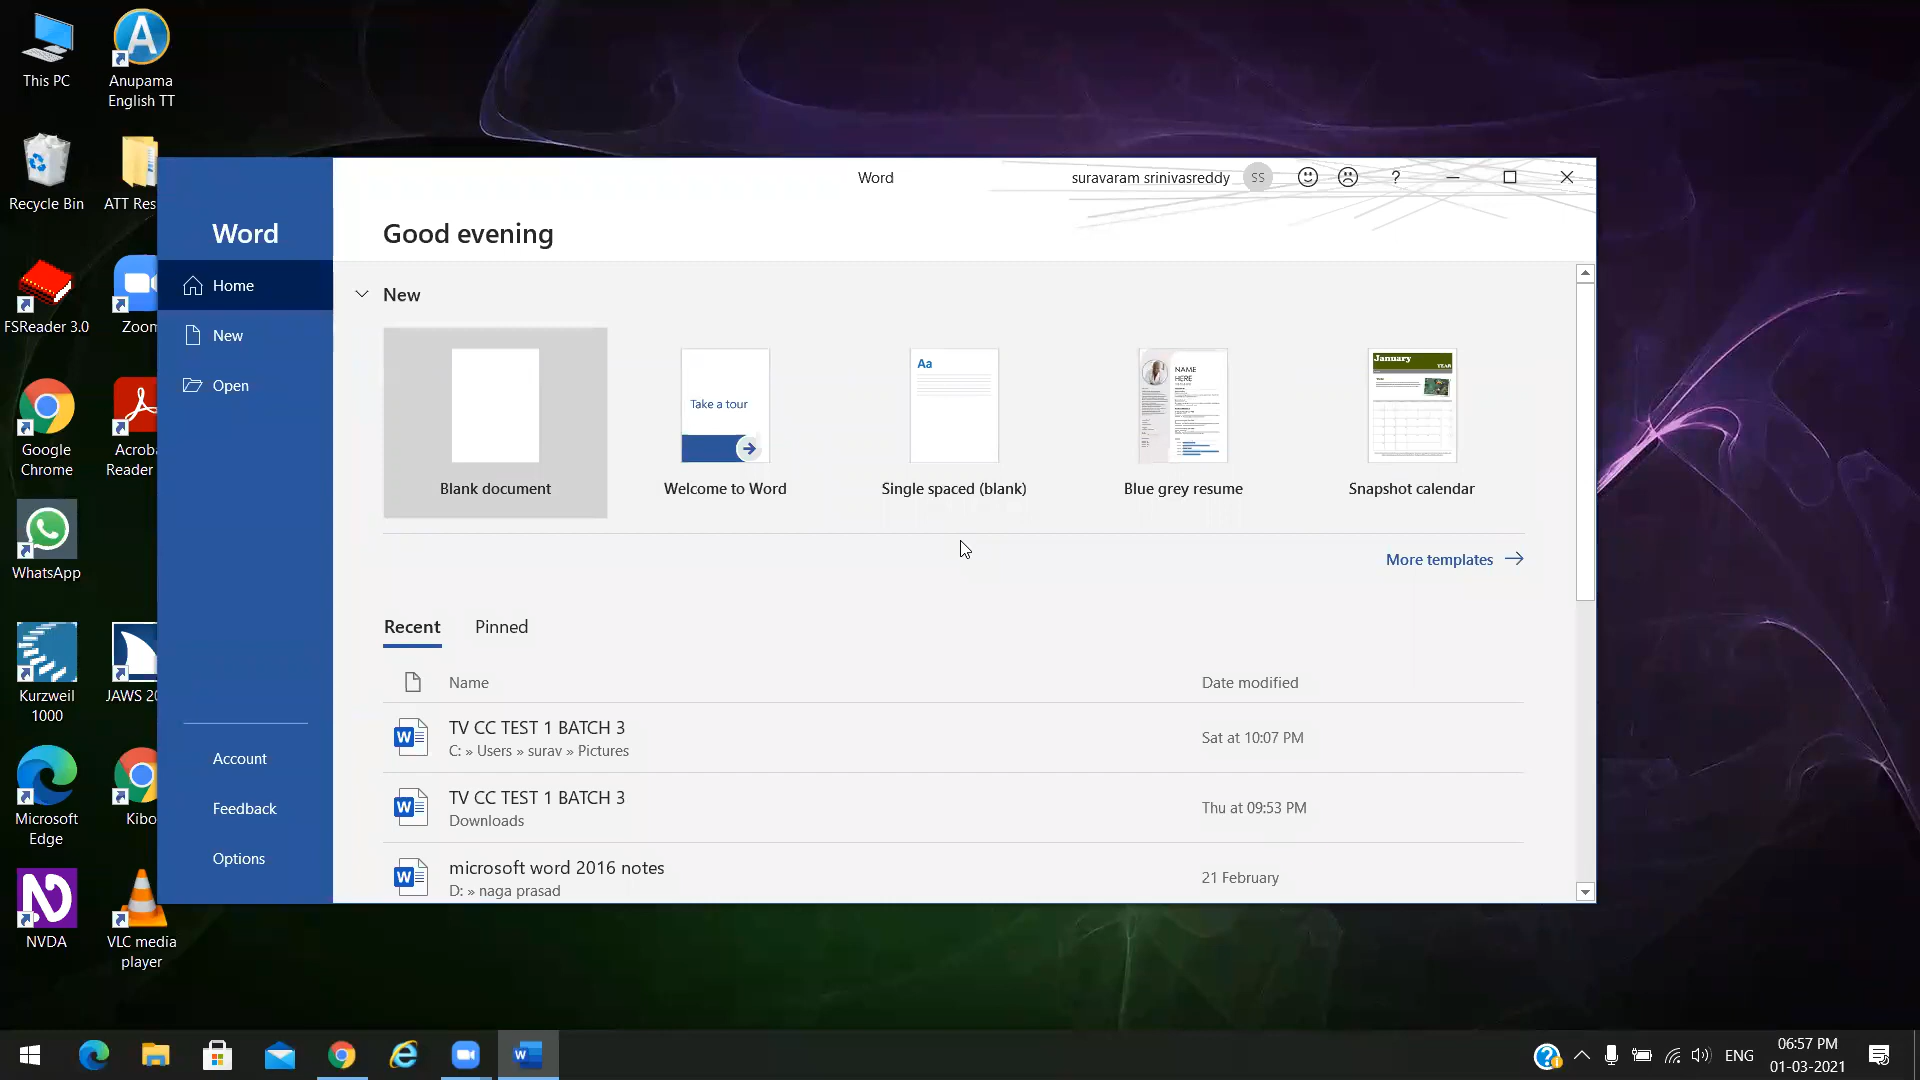 This PC
Anupama
English TT
Recycle Bin
ATT Res
FSReader 3.0
Zoom
Google
Chrome
Acroba
Reader
WhatsApp
Kurzweil
1000
JAWS 20
Microsoft
Edge
Kibo
NVDA
VLC media
player
Word
suravaram srinivasreddy
SS
?
Word
Good evening
Home
New
Open
Account
Feedback
Options
New
Take a tour
Aa
NAME
HERE
January
YEAR
Blank document
Welcome to Word
Single spaced (blank)
Blue grey resume
Snapshot calendar
More templates
Recent
Pinned
Name
Date modified
TV CC TEST 1 BATCH 3
C: » Users » surav » Pictures
Sat at 10:07 PM
TV CC TEST 1 BATCH 3
Downloads
Thu at 09:53 PM
microsoft word 2016 notes
D: » naga prasad
21 February
ENG
06:57 PM
01-03-2021